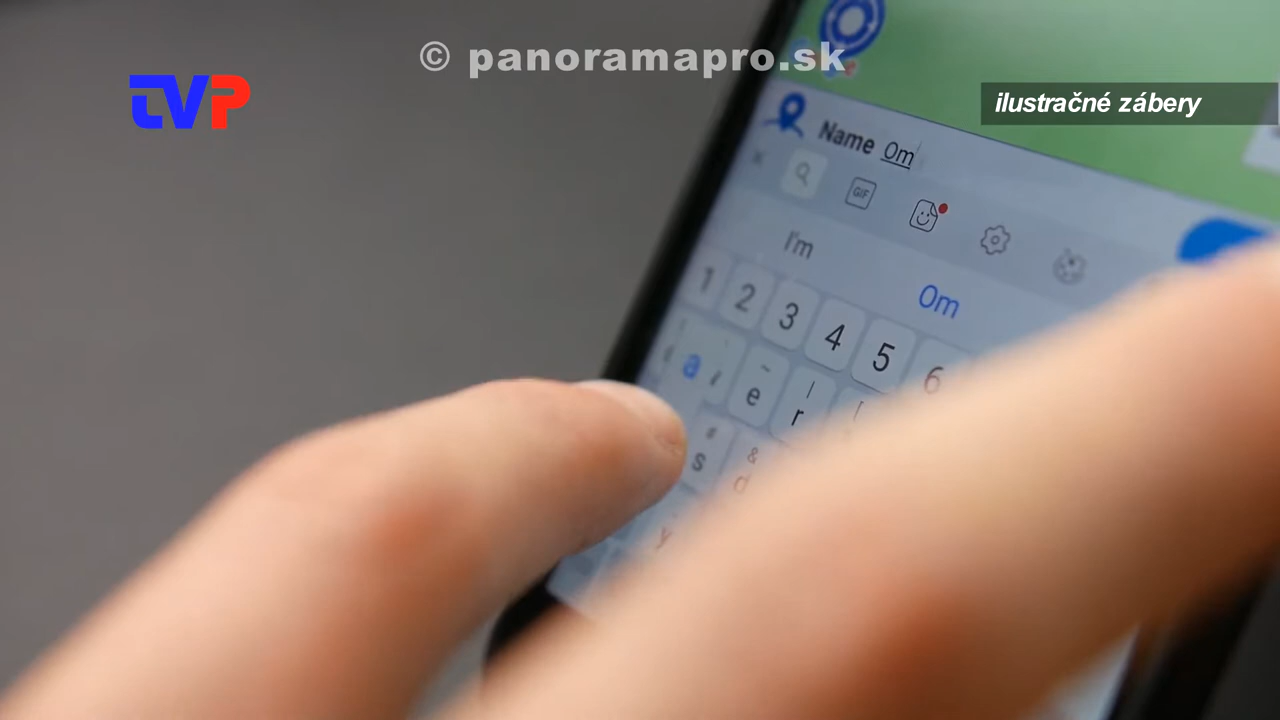 © panoramapro.sk
TVP
ilustračné zábery
Name Om
GIF
I'm
Om
1 2 3 4 5 6
a
e r
s
&
d
y